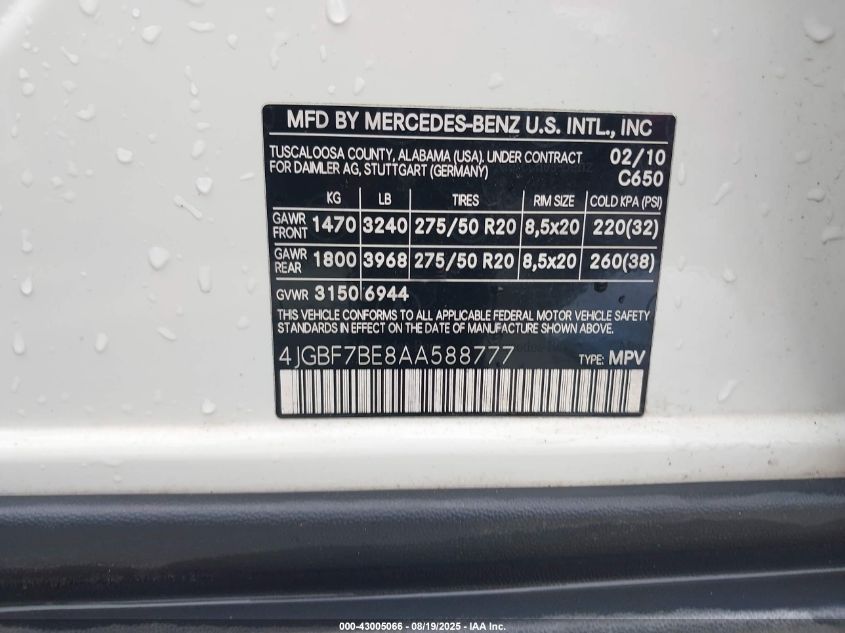 MFD BY MERCEDES-BENZ U.S. INTL., INC
TUSCALOOSA COUNTY, ALABAMA (USA). UNDER CONTRACT 02/10
FOR DAIMLER AG, STUTTGART (GERMANY) C650
KG LB TIRES RIM SIZE COLD KPA (PSI)
GAWR FRONT 1470 3240 275/50 R20 8,5x20 220(32)
GAWR REAR 1800 3968 275/50 R20 8,5x20 260(38)
GVWR 3150 6944
THIS VEHICLE CONFORMS TO ALL APPLICABLE FEDERAL MOTOR VEHICLE SAFETY
STANDARDS IN EFFECT ON THE DATE OF MANUFACTURE SHOWN ABOVE.
4JGBF7BE8AA588777 TYPE: MPV
000-43005066 - 08/19/2025 - IAA Inc.